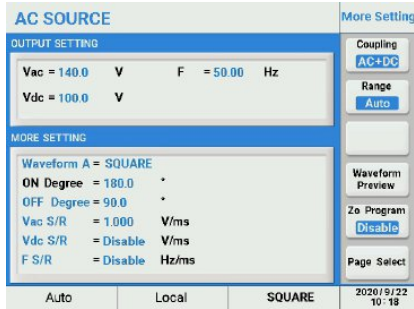 AC SOURCE
More Setting
OUTPUT SETTING
Vac = 140.0 V F = 50.00 Hz
Vdc = 100.0 V
MORE SETTING
Waveform A = SQUARE
ON Degree = 180.0 °
OFF Degree = 90.0 °
Vac S/R = 1.000 V/ms
Vdc S/R = Disable V/ms
F S/R = Disable Hz/ms
Coupling
AC+DC
Range
Auto
Waveform
Preview
Zo Program
Disable
Page Select
Auto Local SQUARE 2020/9/22
10:18